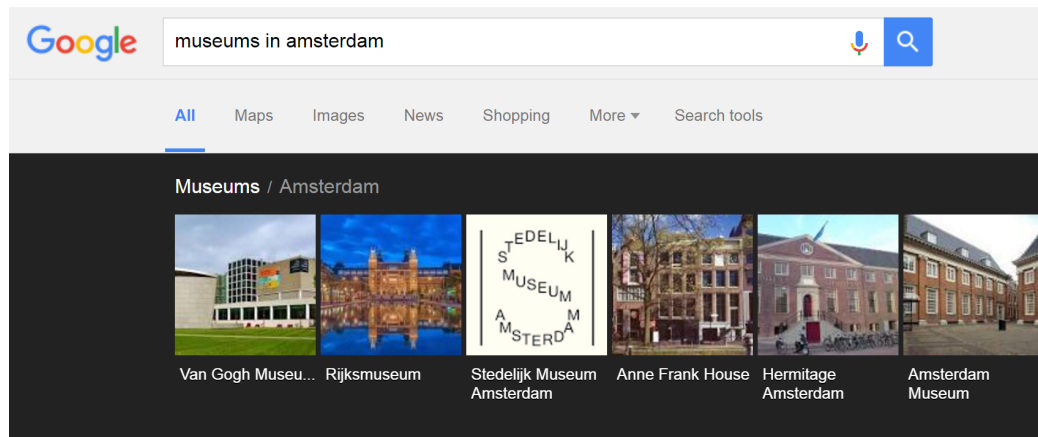 Google
museums in amsterdam
All Maps Images News Shopping More Search tools
Museums / Amsterdam
STEDELIJK
MUSEUM
AMSTERDAM
Van Gogh Museu...
Rijksmuseum
Stedelijk Museum
Amsterdam
Anne Frank House
Hermitage
Amsterdam
Amsterdam
Museum